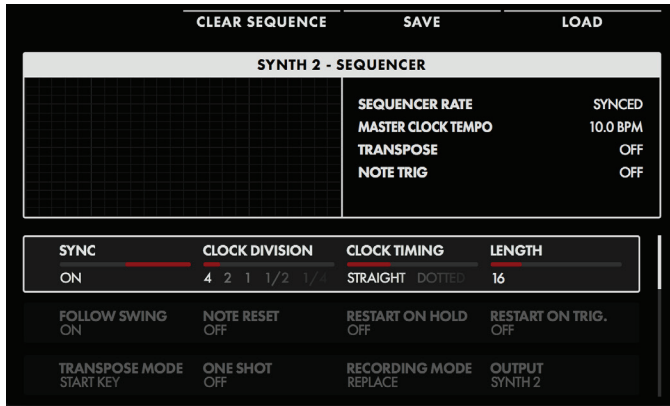 CLEAR SEQUENCE SAVE LOAD
SYNTH 2 - SEQUENCER
SEQUENCER RATE SYNCED
MASTER CLOCK TEMPO 10.0 BPM
TRANSPOSE OFF
NOTE TRIG OFF
SYNC CLOCK DIVISION CLOCK TIMING LENGTH
ON 4 2 1 1/2 1/4 STRAIGHT DOTTED 16
FOLLOW SWING NOTE RESET RESTART ON HOLD RESTART ON TRIG.
ON OFF OFF OFF
TRANSPOSE MODE ONE SHOT RECORDING MODE OUTPUT
START KEY OFF REPLACE SYNTH 2